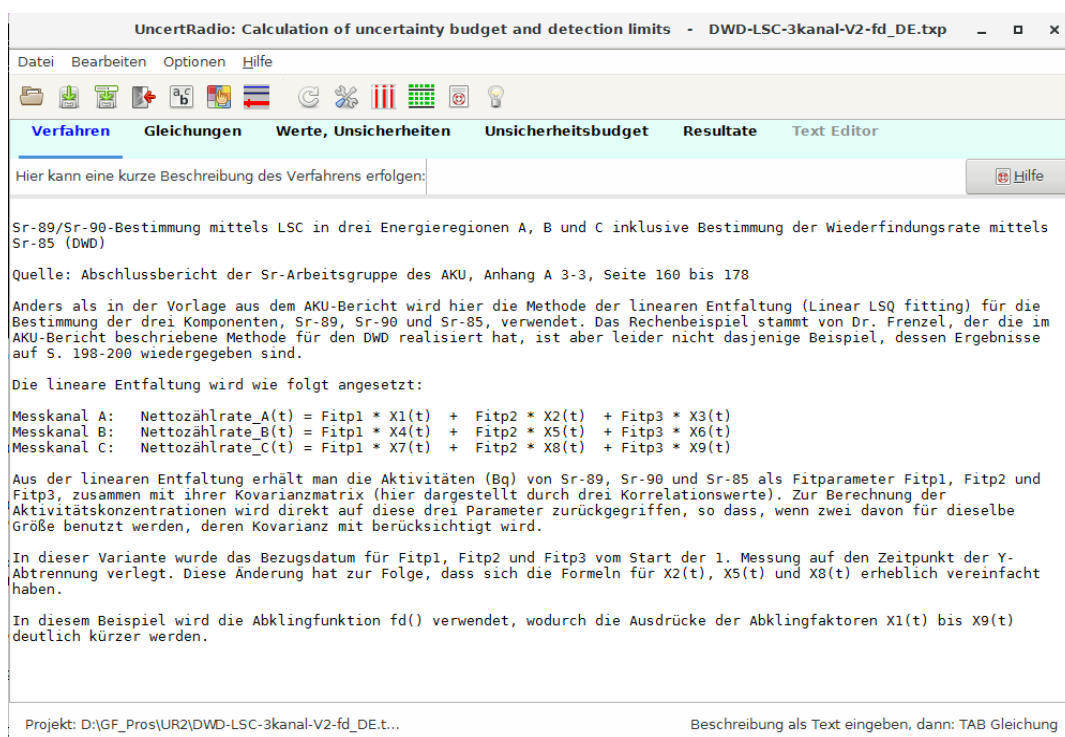 UncertRadio: Calculation of uncertainty budget and detection limits - DWD-LSC-3kanal-V2-fd_DE.txp
Datei Bearbeiten Optionen Hilfe
Verfahren Gleichungen Werte, Unsicherheiten Unsicherheitsbudget Resultate Text Editor
Hier kann eine kurze Beschreibung des Verfahrens erfolgen: Hilfe
Sr-89/Sr-90-Bestimmung mittels LSC in drei Energieregionen A, B und C inklusive Bestimmung der Wiederfindungsrate mittels
Sr-85 (DWD)
Quelle: Abschlussbericht der Sr-Arbeitsgruppe des AKU, Anhang A 3-3, Seite 160 bis 178
Anders als in der Vorlage aus dem AKU-Bericht wird hier die Methode der linearen Entfaltung (Linear LSQ fitting) für die
Bestimmung der drei Komponenten, Sr-89, Sr-90 und Sr-85, verwendet. Das Rechenbeispiel stammt von Dr. Frenzel, der die im
AKU-Bericht beschriebene Methode für den DWD realisiert hat, ist aber leider nicht dasjenige Beispiel, dessen Ergebnisse
auf S. 198-200 wiedergegeben sind.
Die lineare Entfaltung wird wie folgt angesetzt:
Messkanal A: Nettozählrate_A(t) = Fitp1 * X1(t) + Fitp2 * X2(t) + Fitp3 * X3(t)
Messkanal B: Nettozählrate_B(t) = Fitp1 * X4(t) + Fitp2 * X5(t) + Fitp3 * X6(t)
Messkanal C: Nettozählrate_C(t) = Fitp1 * X7(t) + Fitp2 * X8(t) + Fitp3 * X9(t)
Aus der linearen Entfaltung erhält man die Aktivitäten (Bq) von Sr-89, Sr-90 und Sr-85 als Fitparameter Fitp1, Fitp2 und
Fitp3, zusammen mit ihrer Kovarianzmatrix (hier dargestellt durch drei Korrelationswerte). Zur Berechnung der
Aktivitätskonzentrationen wird direkt auf diese drei Parameter zurückgegriffen, so dass, wenn zwei davon für dieselbe
Größe benutzt werden, deren Kovarianz mit berücksichtigt wird.
In dieser Variante wurde das Bezugsdatum für Fitp1, Fitp2 und Fitp3 vom Start der 1. Messung auf den Zeitpunkt der Y-
Abtrennung verlegt. Diese Änderung hat zur Folge, dass sich die Formeln für X2(t), X5(t) und X8(t) erheblich vereinfacht
haben.
In diesem Beispiel wird die Abklingfunktion fd() verwendet, wodurch die Ausdrücke der Abklingfaktoren X1(t) bis X9(t)
deutlich kürzer werden.
Projekt: D:\GF_Pros\UR2\DWD-LSC-3kanal-V2-fd_DE.t... Beschreibung als Text eingeben, dann: TAB Gleichung